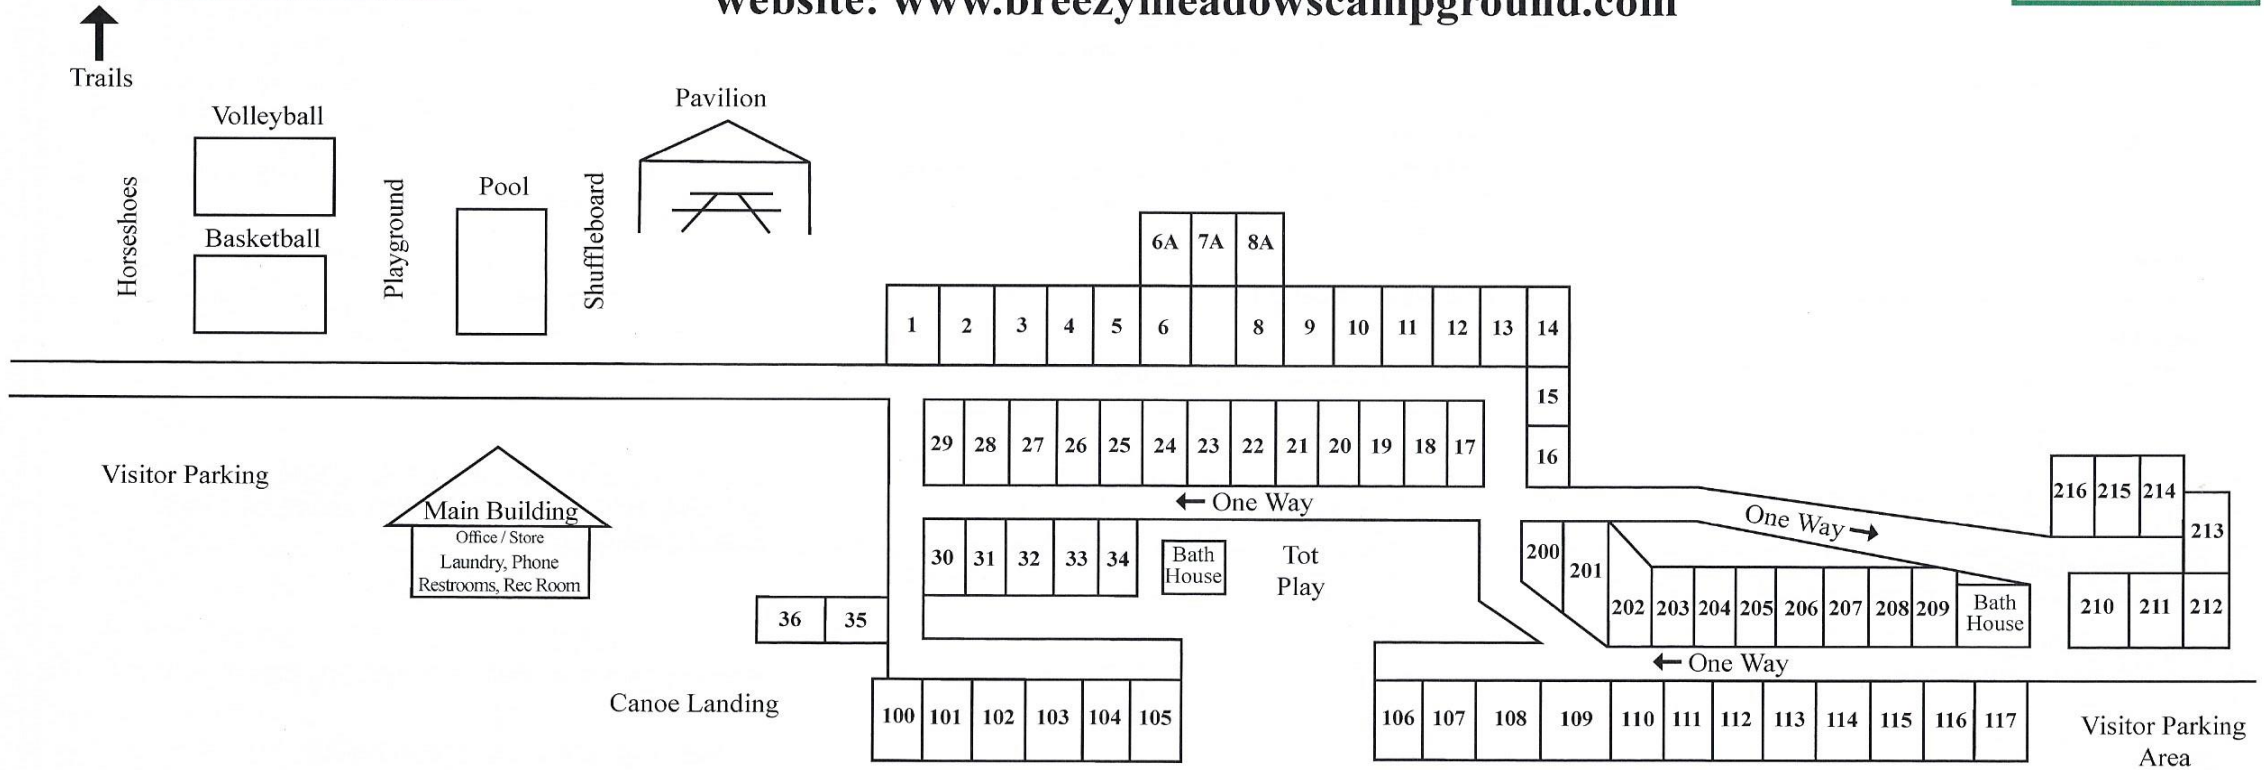 website: www.breezymeadowscampground.com
Trails
Volleyball
Pavilion
Horseshoes
Basketball
Playground
Pool
Shuffleboard
6A 7A 8A
1 2 3 4 5 6 8 9 10 11 12 13 14
15
16
29 28 27 26 25 24 23 22 21 20 19 18 17
Visitor Parking
Main Building
Office / Store
Laundry, Phone
Restrooms, Rec Room
← One Way
One Way →
216 215 214
213
30 31 32 33 34
Bath
House
Tot
Play
200
201
202 203 204 205 206 207 208 209
Bath
House
210 211 212
36 35
← One Way
Canoe Landing
100 101 102 103 104 105
106 107 108 109 110 111 112 113 114 115 116 117
Visitor Parking
Area